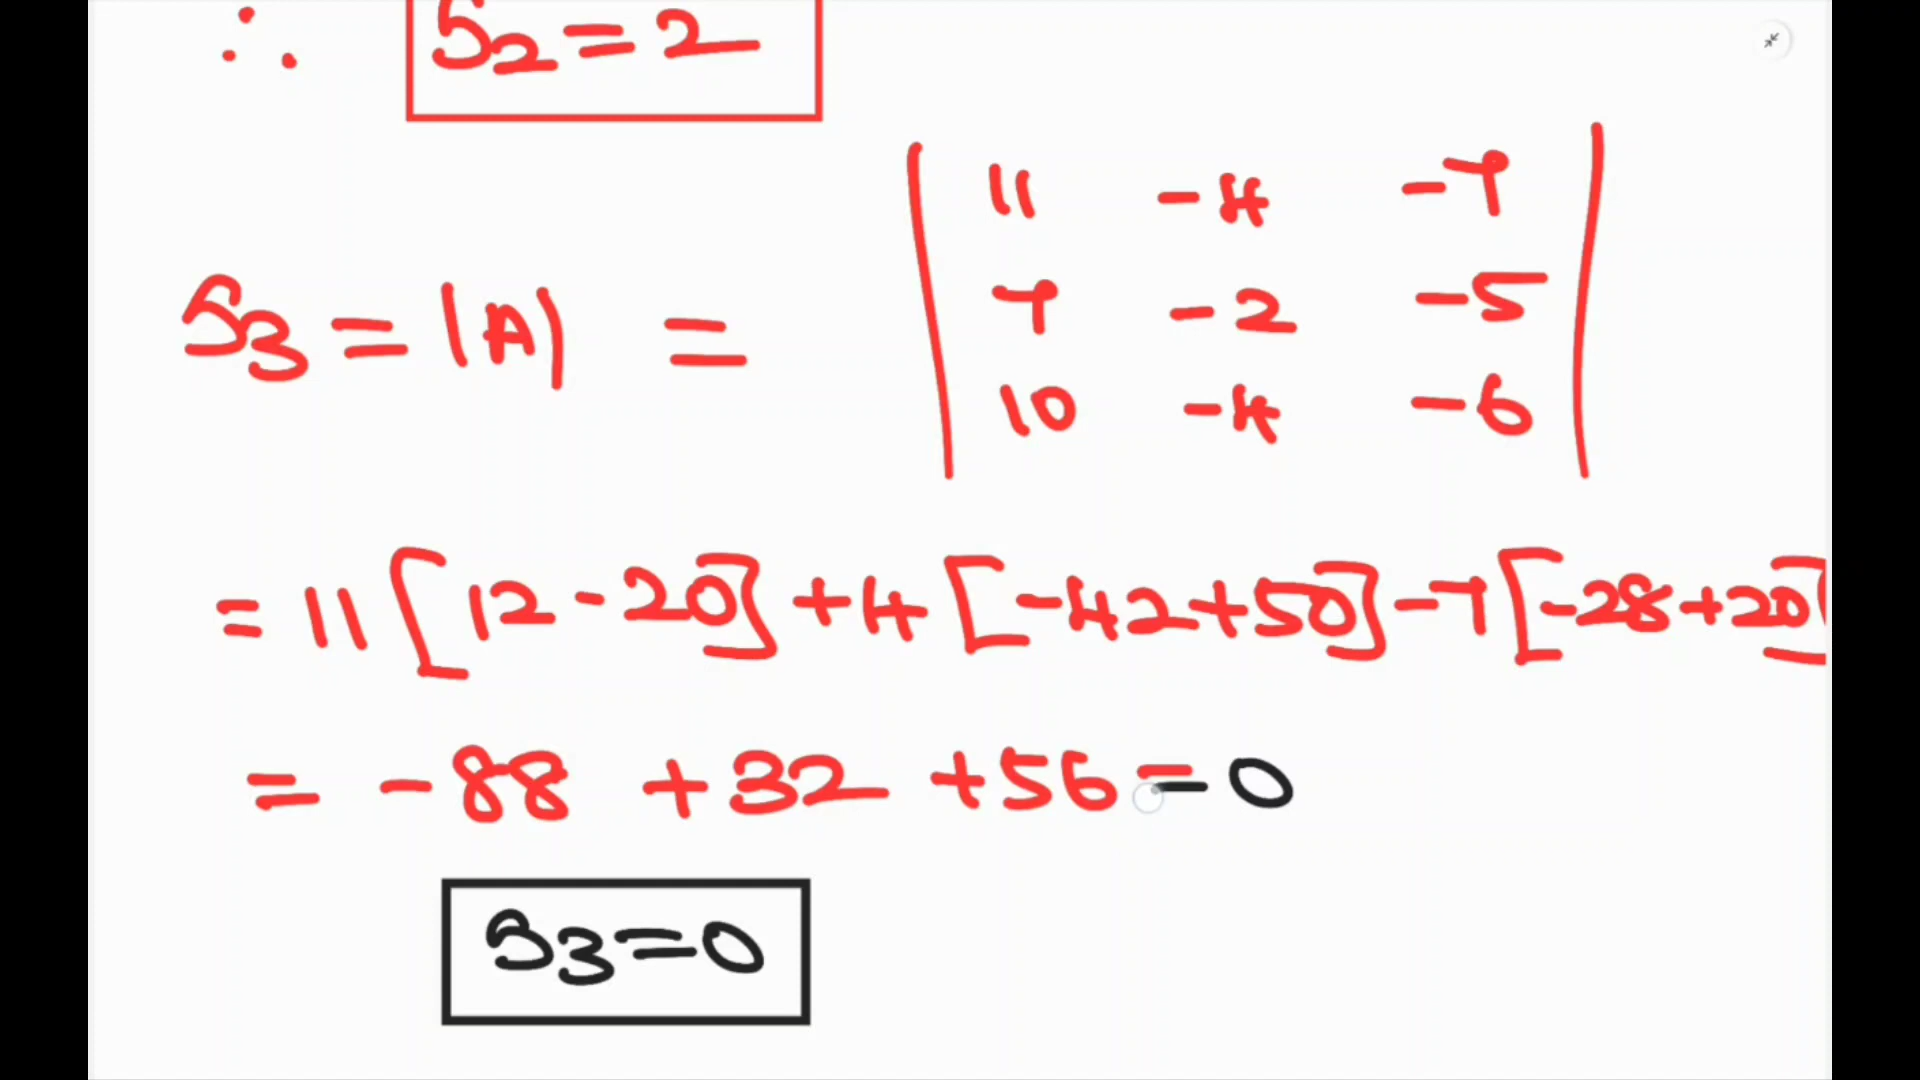 ∴ S₂ = 2
S₃ = |A| = | 11 -4 -7
7 -2 -5
10 -4 -6 |
= 11 [12 - 20] + 4 [-42 + 50] - 7 [-28 + 20]
= -88 + 32 + 56 = 0
S₃ = 0